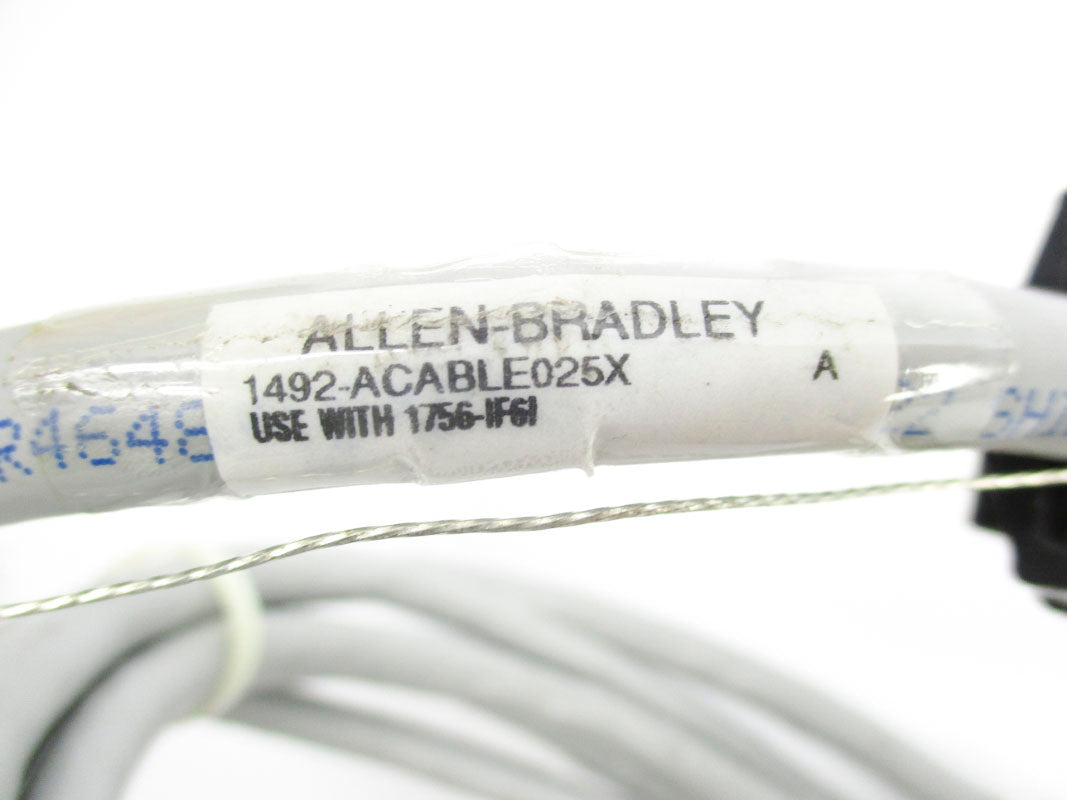 ALLEN-BRADLEY
1492-ACABLE025X A
USE WITH 1756-IF6I